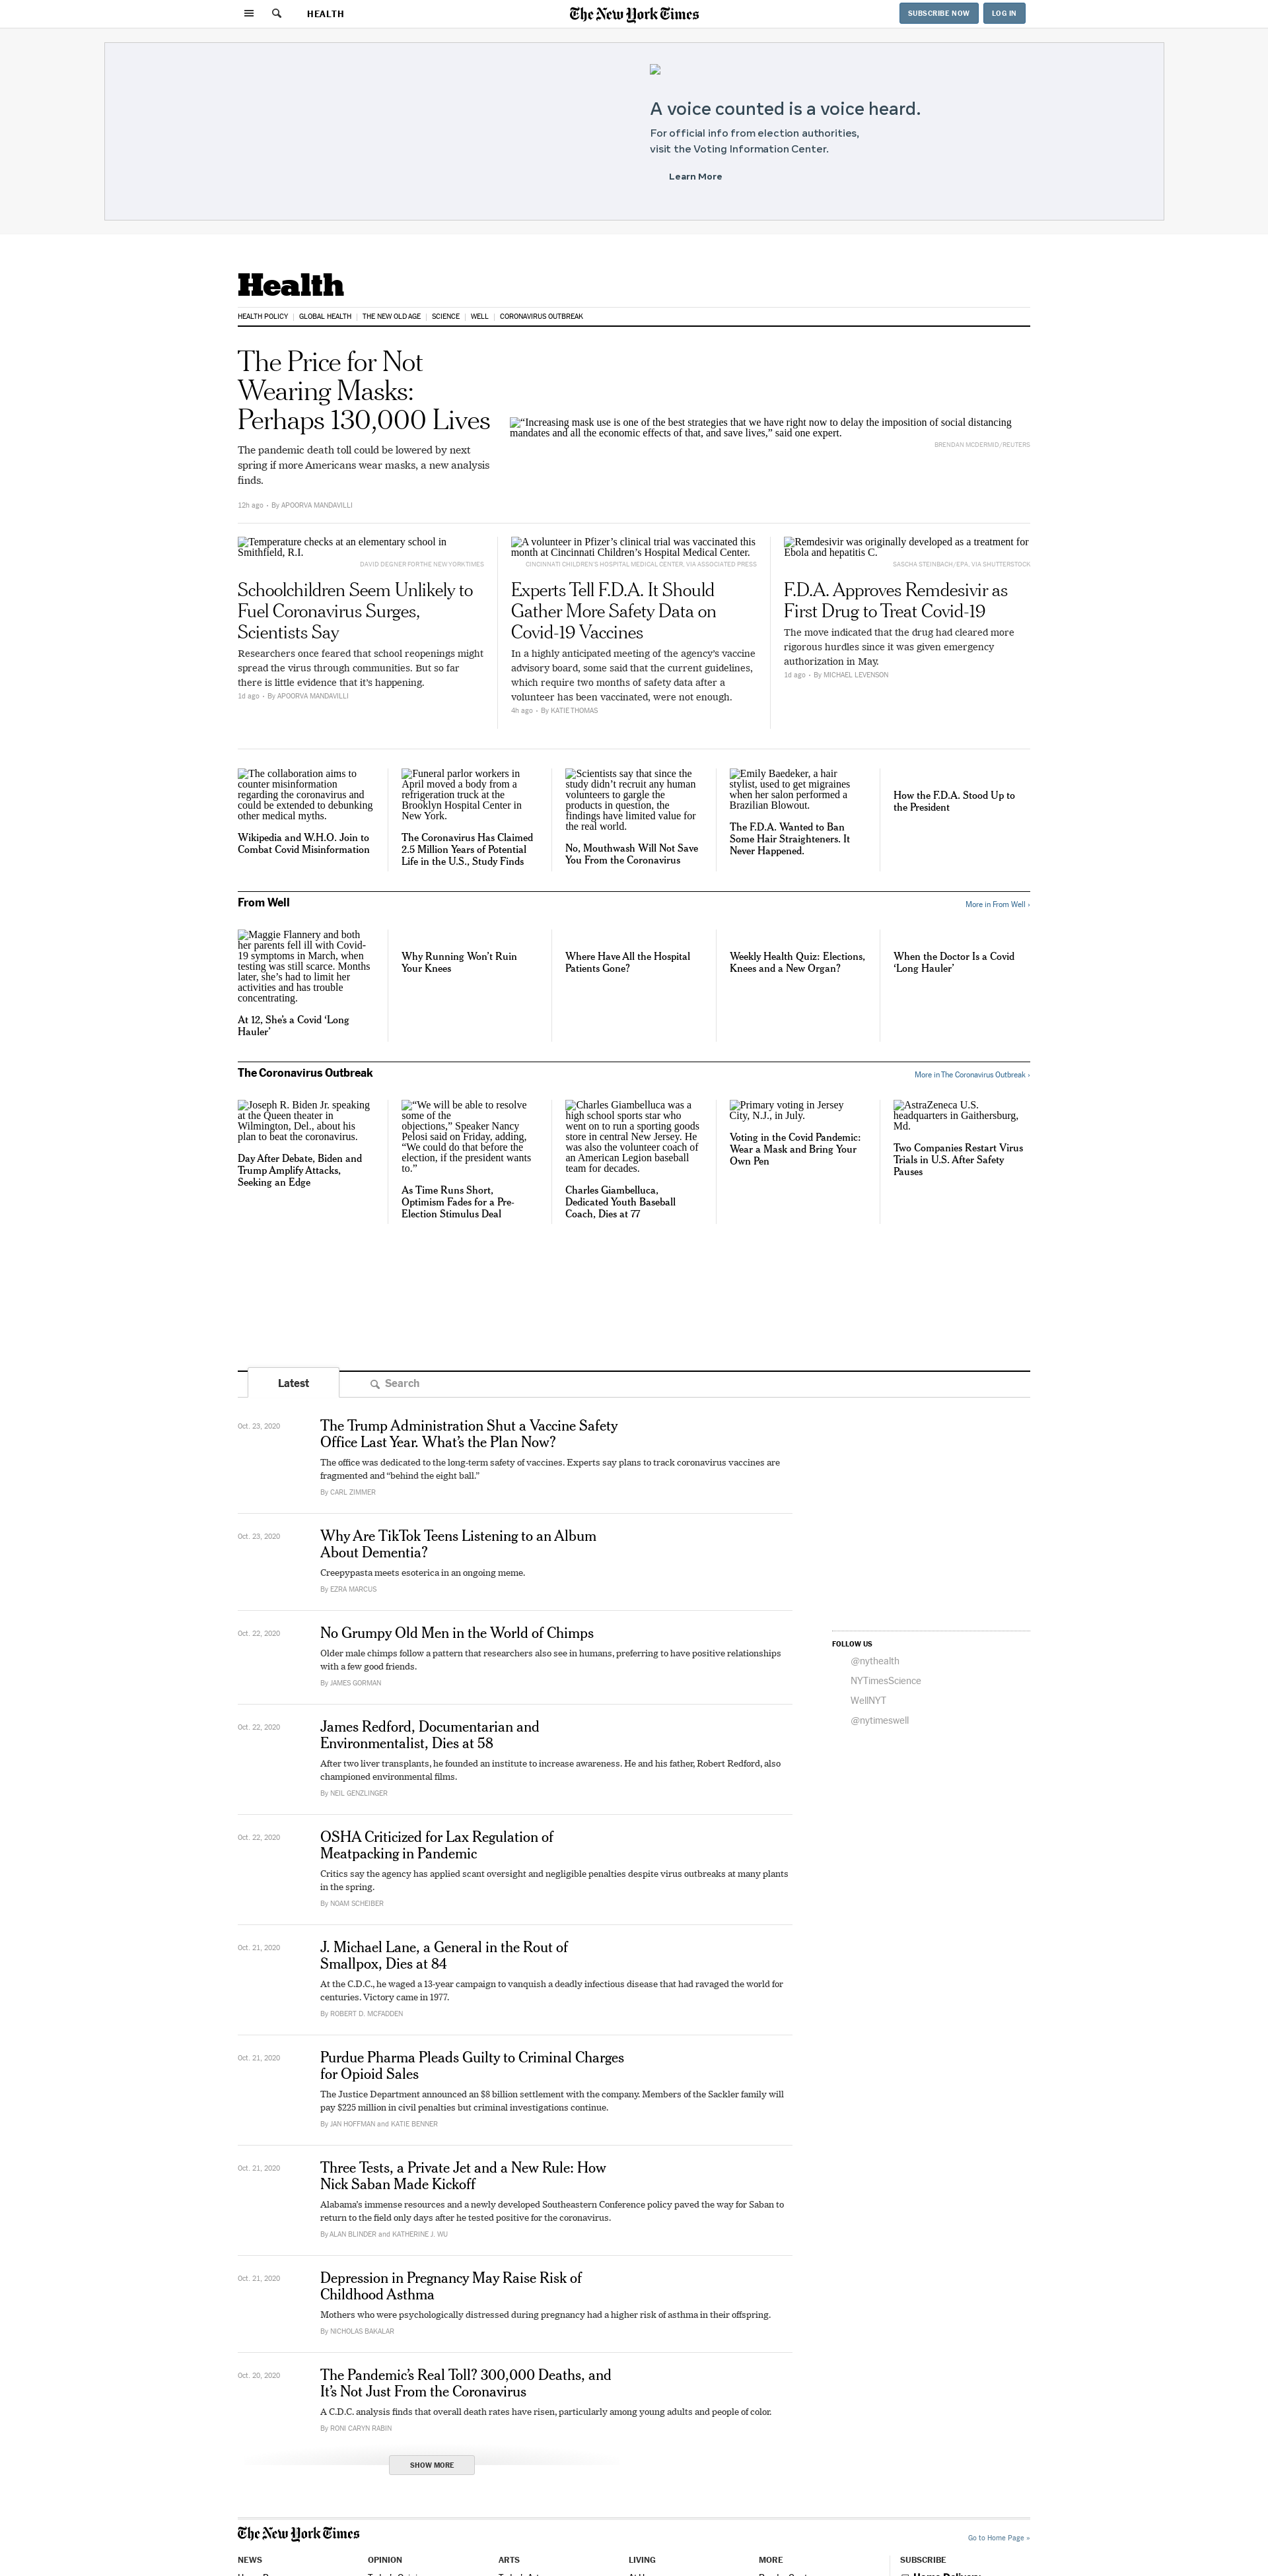 HEALTH
The New York Times
SUBSCRIBE NOW
LOG IN
A voice counted is a voice heard.
For official info from election authorities,
visit the Voting Information Center.
Learn More
Health
HEALTH POLICY | GLOBAL HEALTH | THE NEW OLD AGE | SCIENCE | WELL | CORONAVIRUS OUTBREAK
The Price for Not
Wearing Masks:
Perhaps 130,000 Lives
The pandemic death toll could be lowered by next
spring if more Americans wear masks, a new analysis
finds.
12h ago · By APOORVA MANDAVILLI
“Increasing mask use is one of the best strategies that we have right now to delay the imposition of social distancing
mandates and all the economic effects of that, and save lives,” said one expert.
BRENDAN MCDERMID/REUTERS
Temperature checks at an elementary school in
Smithfield, R.I.
DAVID DEGNER FOR THE NEW YORK TIMES
Schoolchildren Seem Unlikely to
Fuel Coronavirus Surges,
Scientists Say
Researchers once feared that school reopenings might
spread the virus through communities. But so far
there is little evidence that it’s happening.
1d ago · By APOORVA MANDAVILLI
A volunteer in Pfizer’s clinical trial was vaccinated this
month at Cincinnati Children’s Hospital Medical Center.
CINCINNATI CHILDREN'S HOSPITAL MEDICAL CENTER, VIA ASSOCIATED PRESS
Experts Tell F.D.A. It Should
Gather More Safety Data on
Covid-19 Vaccines
In a highly anticipated meeting of the agency’s vaccine
advisory board, some said that the current guidelines,
which require two months of safety data after a
volunteer has been vaccinated, were not enough.
4h ago · By KATIE THOMAS
Remdesivir was originally developed as a treatment for
Ebola and hepatitis C.
SASCHA STEINBACH/EPA, VIA SHUTTERSTOCK
F.D.A. Approves Remdesivir as
First Drug to Treat Covid-19
The move indicated that the drug had cleared more
rigorous hurdles since it was given emergency
authorization in May.
1d ago · By MICHAEL LEVENSON
The collaboration aims to
counter misinformation
regarding the coronavirus and
could be extended to debunking
other medical myths.
Wikipedia and W.H.O. Join to
Combat Covid Misinformation
Funeral parlor workers in
April moved a body from a
refrigeration truck at the
Brooklyn Hospital Center in
New York.
The Coronavirus Has Claimed
2.5 Million Years of Potential
Life in the U.S., Study Finds
Scientists say that since the
study didn’t recruit any human
volunteers to gargle the
products in question, the
findings have limited value for
the real world.
No, Mouthwash Will Not Save
You From the Coronavirus
Emily Baedeker, a hair
stylist, used to get migraines
when her salon performed a
Brazilian Blowout.
The F.D.A. Wanted to Ban
Some Hair Straighteners. It
Never Happened.
How the F.D.A. Stood Up to
the President
From Well
More in From Well ›
Maggie Flannery and both
her parents fell ill with Covid-
19 symptoms in March, when
testing was still scarce. Months
later, she’s had to limit her
activities and has trouble
concentrating.
At 12, She’s a Covid ‘Long
Hauler’
Why Running Won’t Ruin
Your Knees
Where Have All the Hospital
Patients Gone?
Weekly Health Quiz: Elections,
Knees and a New Organ?
When the Doctor Is a Covid
‘Long Hauler’
The Coronavirus Outbreak
More in The Coronavirus Outbreak ›
Joseph R. Biden Jr. speaking
at the Queen theater in
Wilmington, Del., about his
plan to beat the coronavirus.
Day After Debate, Biden and
Trump Amplify Attacks,
Seeking an Edge
“We will be able to resolve
some of the
objections,” Speaker Nancy
Pelosi said on Friday, adding,
“We could do that before the
election, if the president wants
to.”
As Time Runs Short,
Optimism Fades for a Pre-
Election Stimulus Deal
Charles Giambelluca was a
high school sports star who
went on to run a sporting goods
store in central New Jersey. He
was also the volunteer coach of
an American Legion baseball
team for decades.
Charles Giambelluca,
Dedicated Youth Baseball
Coach, Dies at 77
Primary voting in Jersey
City, N.J., in July.
Voting in the Covid Pandemic:
Wear a Mask and Bring Your
Own Pen
AstraZeneca U.S.
headquarters in Gaithersburg,
Md.
Two Companies Restart Virus
Trials in U.S. After Safety
Pauses
Latest
Search
Oct. 23, 2020
The Trump Administration Shut a Vaccine Safety
Office Last Year. What’s the Plan Now?
The office was dedicated to the long-term safety of vaccines. Experts say plans to track coronavirus vaccines are
fragmented and “behind the eight ball.”
By CARL ZIMMER
Oct. 23, 2020
Why Are TikTok Teens Listening to an Album
About Dementia?
Creepypasta meets esoterica in an ongoing meme.
By EZRA MARCUS
Oct. 22, 2020
No Grumpy Old Men in the World of Chimps
Older male chimps follow a pattern that researchers also see in humans, preferring to have positive relationships
with a few good friends.
By JAMES GORMAN
FOLLOW US
@nythealth
NYTimesScience
WellNYT
@nytimeswell
Oct. 22, 2020
James Redford, Documentarian and
Environmentalist, Dies at 58
After two liver transplants, he founded an institute to increase awareness. He and his father, Robert Redford, also
championed environmental films.
By NEIL GENZLINGER
Oct. 22, 2020
OSHA Criticized for Lax Regulation of
Meatpacking in Pandemic
Critics say the agency has applied scant oversight and negligible penalties despite virus outbreaks at many plants
in the spring.
By NOAM SCHEIBER
Oct. 21, 2020
J. Michael Lane, a General in the Rout of
Smallpox, Dies at 84
At the C.D.C., he waged a 13-year campaign to vanquish a deadly infectious disease that had ravaged the world for
centuries. Victory came in 1977.
By ROBERT D. MCFADDEN
Oct. 21, 2020
Purdue Pharma Pleads Guilty to Criminal Charges
for Opioid Sales
The Justice Department announced an $8 billion settlement with the company. Members of the Sackler family will
pay $225 million in civil penalties but criminal investigations continue.
By JAN HOFFMAN and KATIE BENNER
Oct. 21, 2020
Three Tests, a Private Jet and a New Rule: How
Nick Saban Made Kickoff
Alabama’s immense resources and a newly developed Southeastern Conference policy paved the way for Saban to
return to the field only days after he tested positive for the coronavirus.
By ALAN BLINDER and KATHERINE J. WU
Oct. 21, 2020
Depression in Pregnancy May Raise Risk of
Childhood Asthma
Mothers who were psychologically distressed during pregnancy had a higher risk of asthma in their offspring.
By NICHOLAS BAKALAR
Oct. 20, 2020
The Pandemic’s Real Toll? 300,000 Deaths, and
It’s Not Just From the Coronavirus
A C.D.C. analysis finds that overall death rates have risen, particularly among young adults and people of color.
By RONI CARYN RABIN
SHOW MORE
The New York Times
Go to Home Page »
NEWS
OPINION
ARTS
LIVING
MORE
SUBSCRIBE